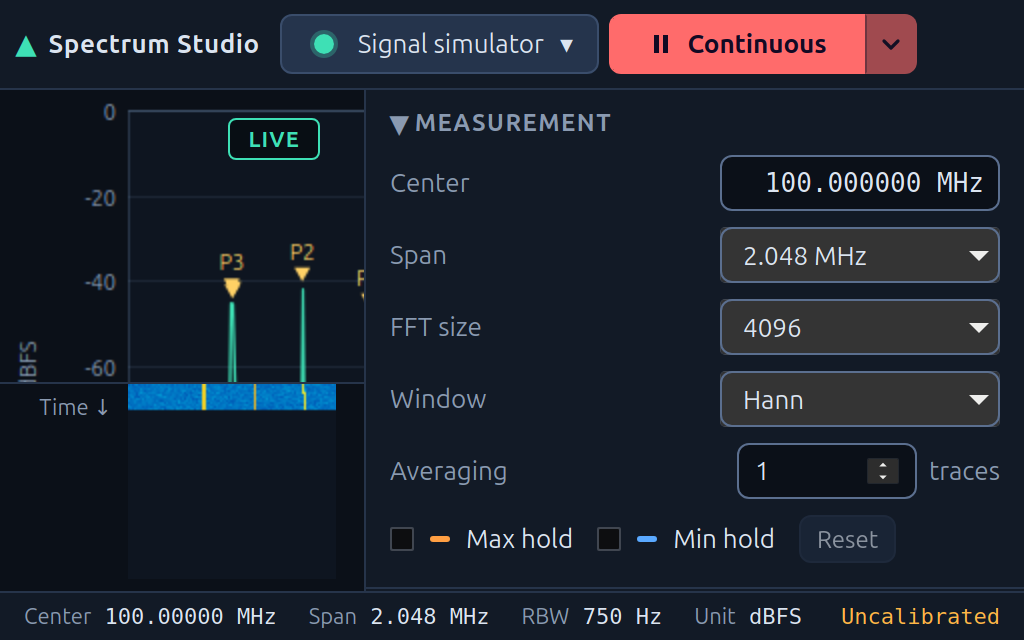 Spectrum Studio
Signal simulator ▼
Continuous
0
LIVE
-20
P3
P2
-40
-60
Time ↓
▼ MEASUREMENT
Center 100.000000 MHz
Span 2.048 MHz
FFT size 4096
Window Hann
Averaging 1 traces
Max hold Min hold Reset
Center 100.00000 MHz Span 2.048 MHz RBW 750 Hz Unit dBFS Uncalibrated